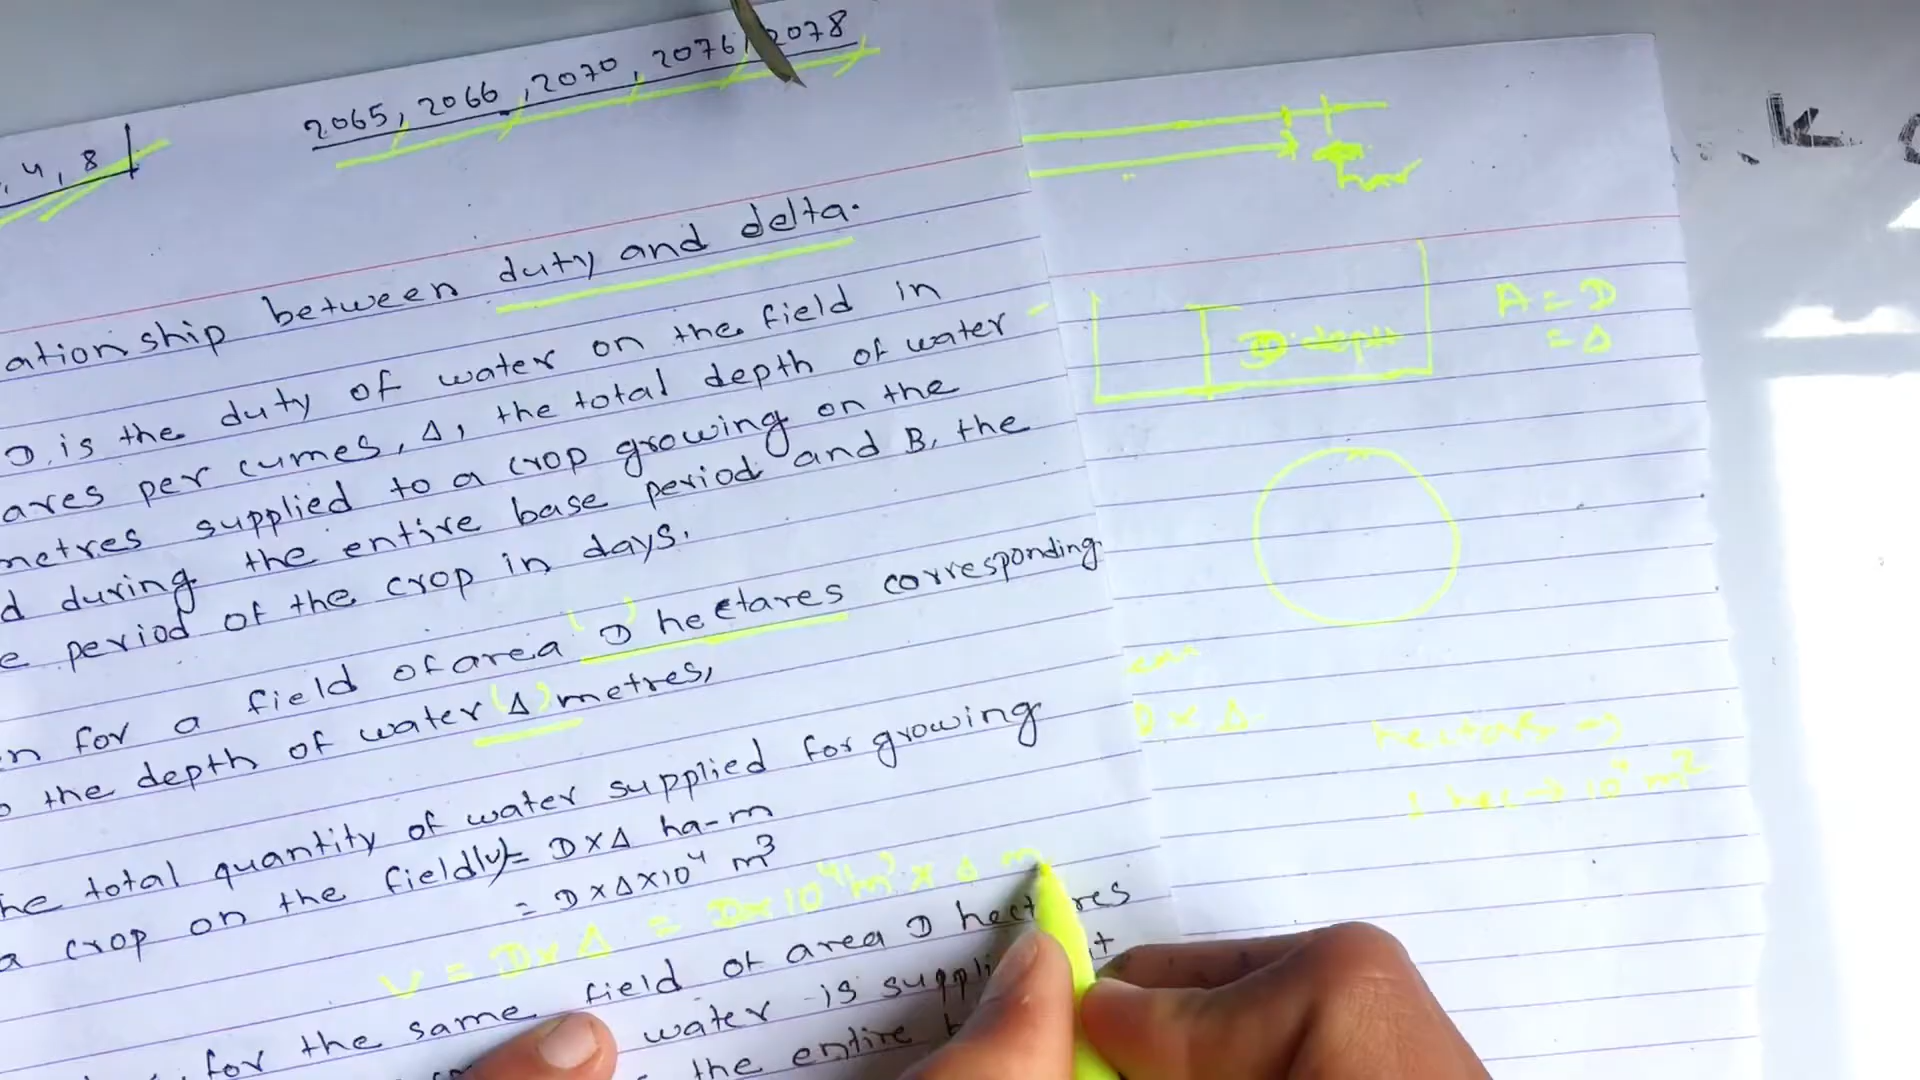 2065, 2066, 2070, 2076, 2078
, 4, 8
ationship between duty and delta.
D, is the duty of water on the field in
ares per cumes, Δ, the total depth of water
metres supplied to a crop growing on the
d during the entire base period and B, the
e period of the crop in days.
n for a field of area D hectares corresponding
o the depth of water (Δ) metres,
he total quantity of water supplied for growing
a crop on the field(V) = D×Δ ha-m
= D×Δ×10⁴ m³
V = D×Δ = D×10⁴ m² × Δ m
for the same field of area D hectares
water is suppli
the entire
A = D
= Δ
D×Δ
hectares →
1 hec → 10⁴ m²
k